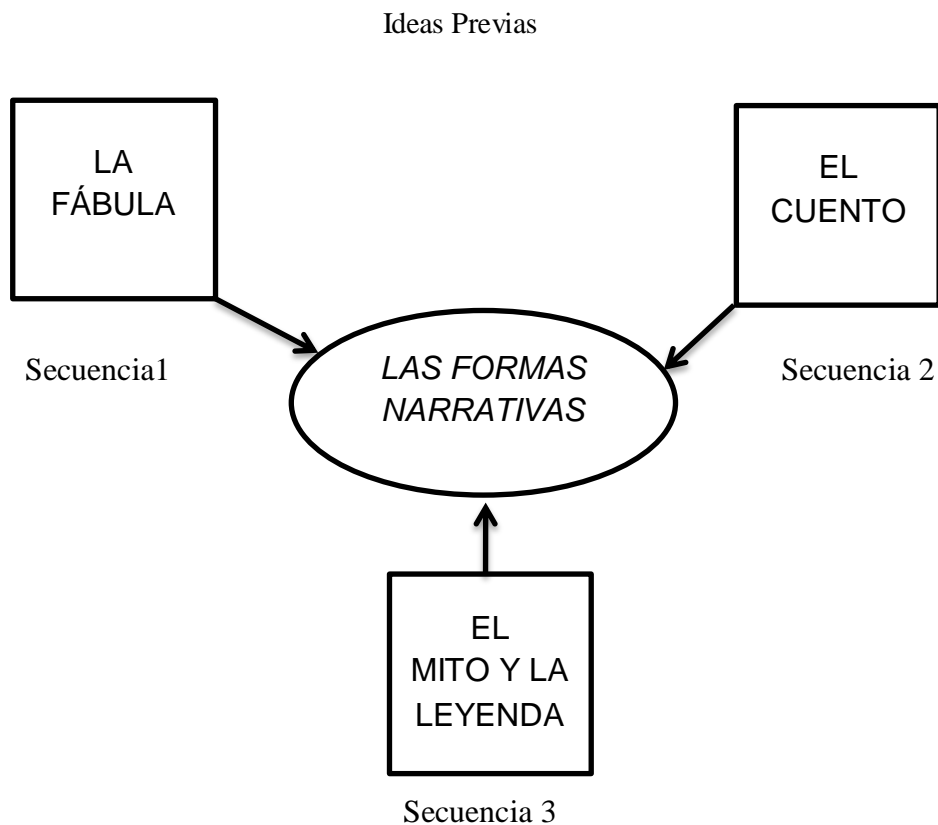 Ideas Previas
LA
FÁBULA
EL
CUENTO
Secuencia1
LAS FORMAS
NARRATIVAS
Secuencia 2
EL
MITO Y LA
LEYENDA
Secuencia 3